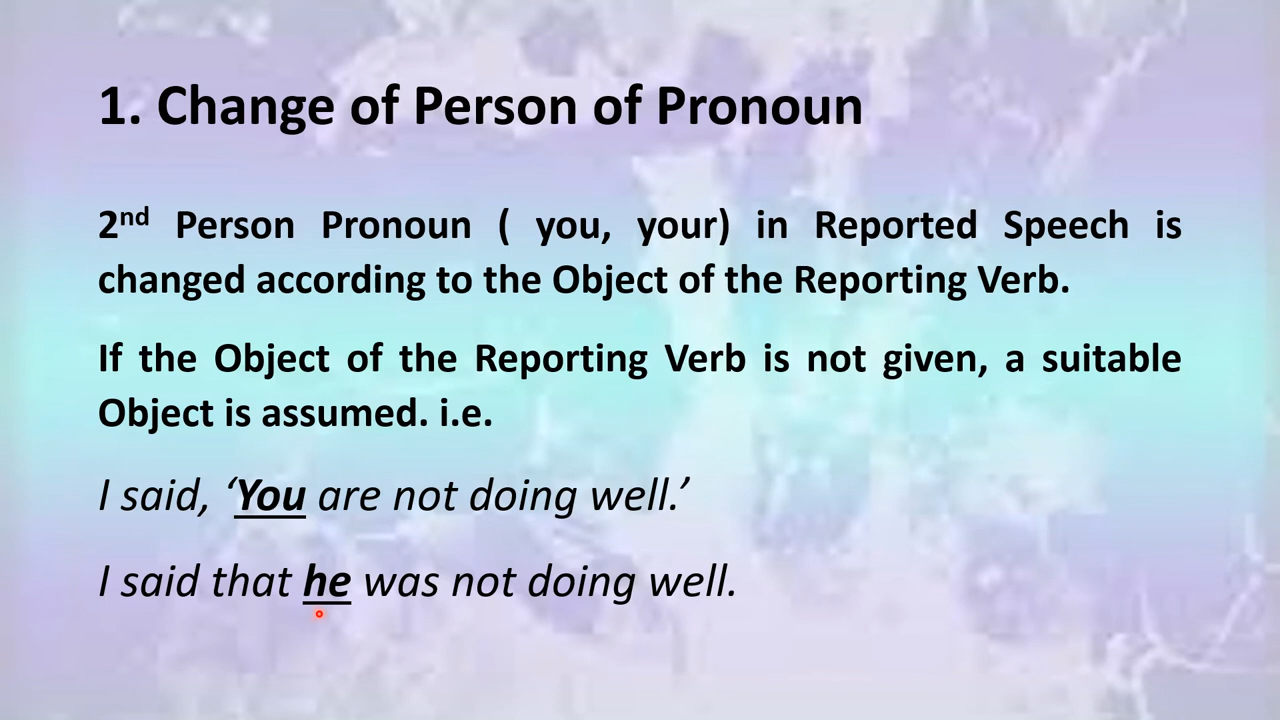 1. Change of Person of Pronoun
2nd Person Pronoun ( you, your) in Reported Speech is
changed according to the Object of the Reporting Verb.
If the Object of the Reporting Verb is not given, a suitable
Object is assumed. i.e.
I said, ‘You are not doing well.’
I said that he was not doing well.